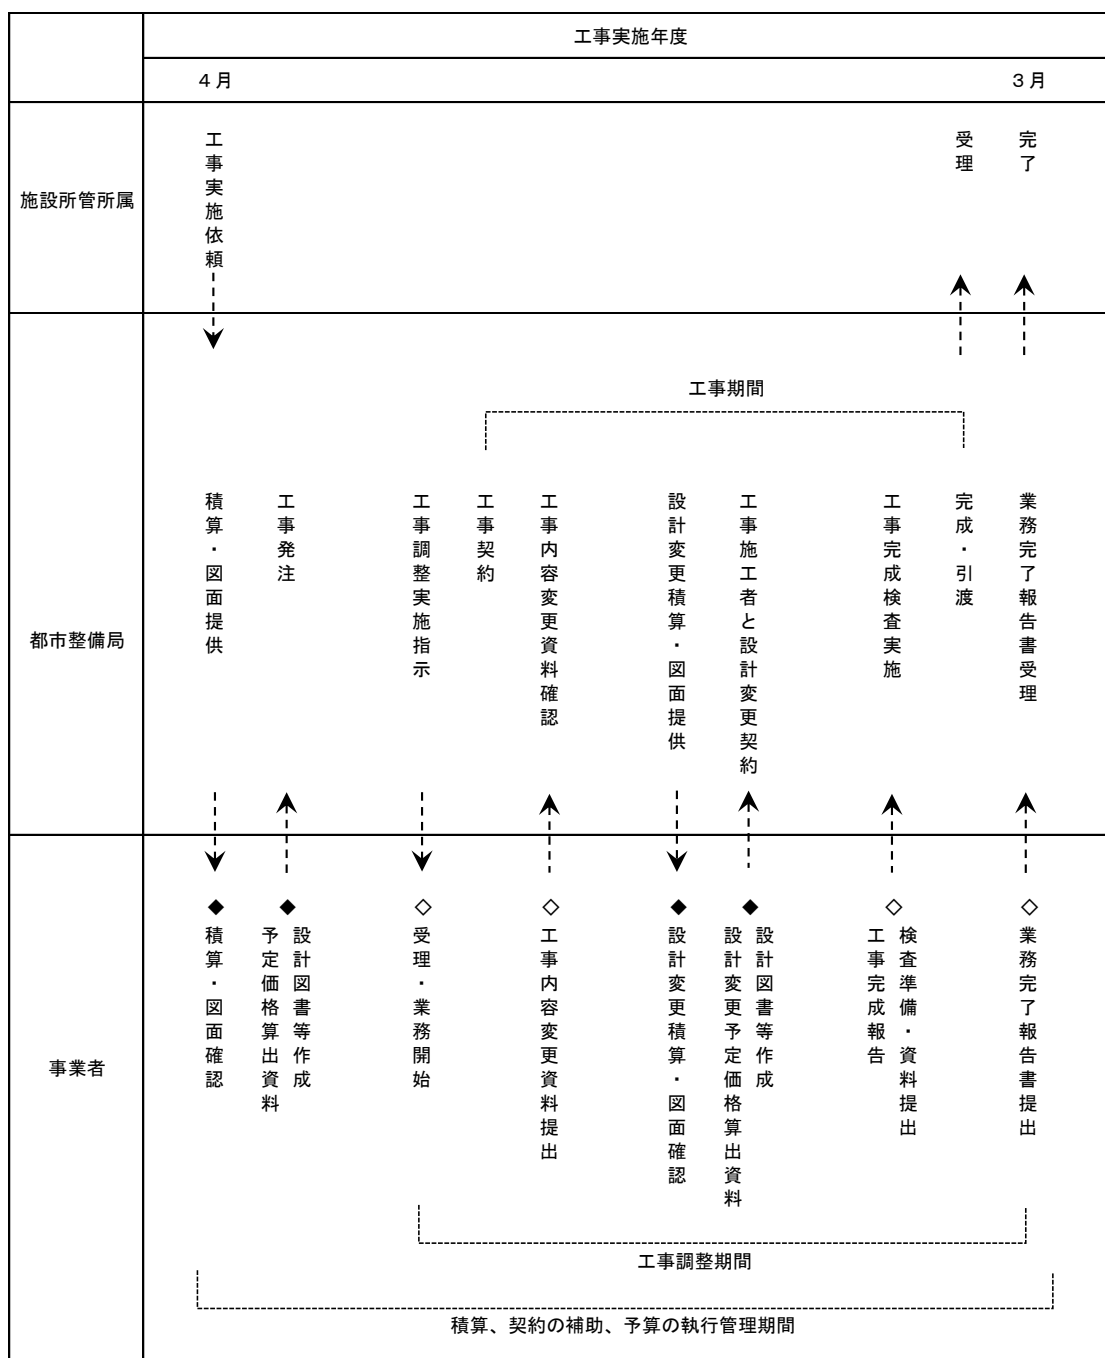 工事実施年度
４月
３月
施設所管所属
工事実施依頼
受理
完了
都市整備局
工事期間
積算・図面提供
工事発注
工事調整実施指示
工事契約
工事内容変更資料確認
設計変更積算・図面提供
工事施工者と設計変更契約
工事完成検査実施
完成・引渡
業務完了報告書受理
事業者
◆積算・図面確認
◆設計図書等作成
予定価格算出資料
◇受理・業務開始
◇工事内容変更資料提出
◆設計変更積算・図面確認
◆設計図書等作成
設計変更予定価格算出資料
◇検査準備・資料提出
工事完成報告
◇業務完了報告書提出
工事調整期間
積算、契約の補助、予算の執行管理期間